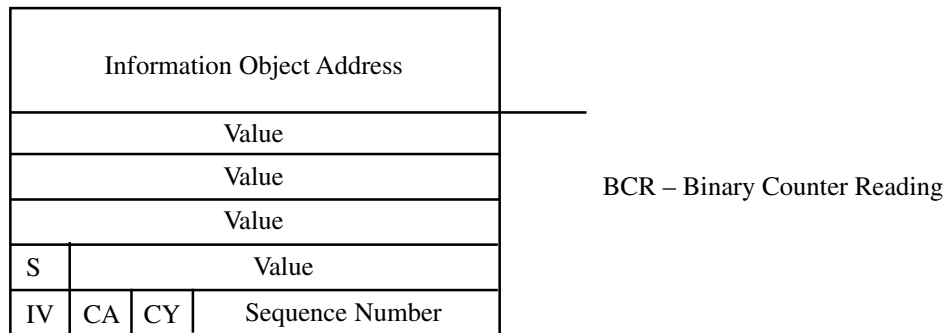 Information Object Address
Value
Value
BCR – Binary Counter Reading
Value
S Value
IV CA CY Sequence Number